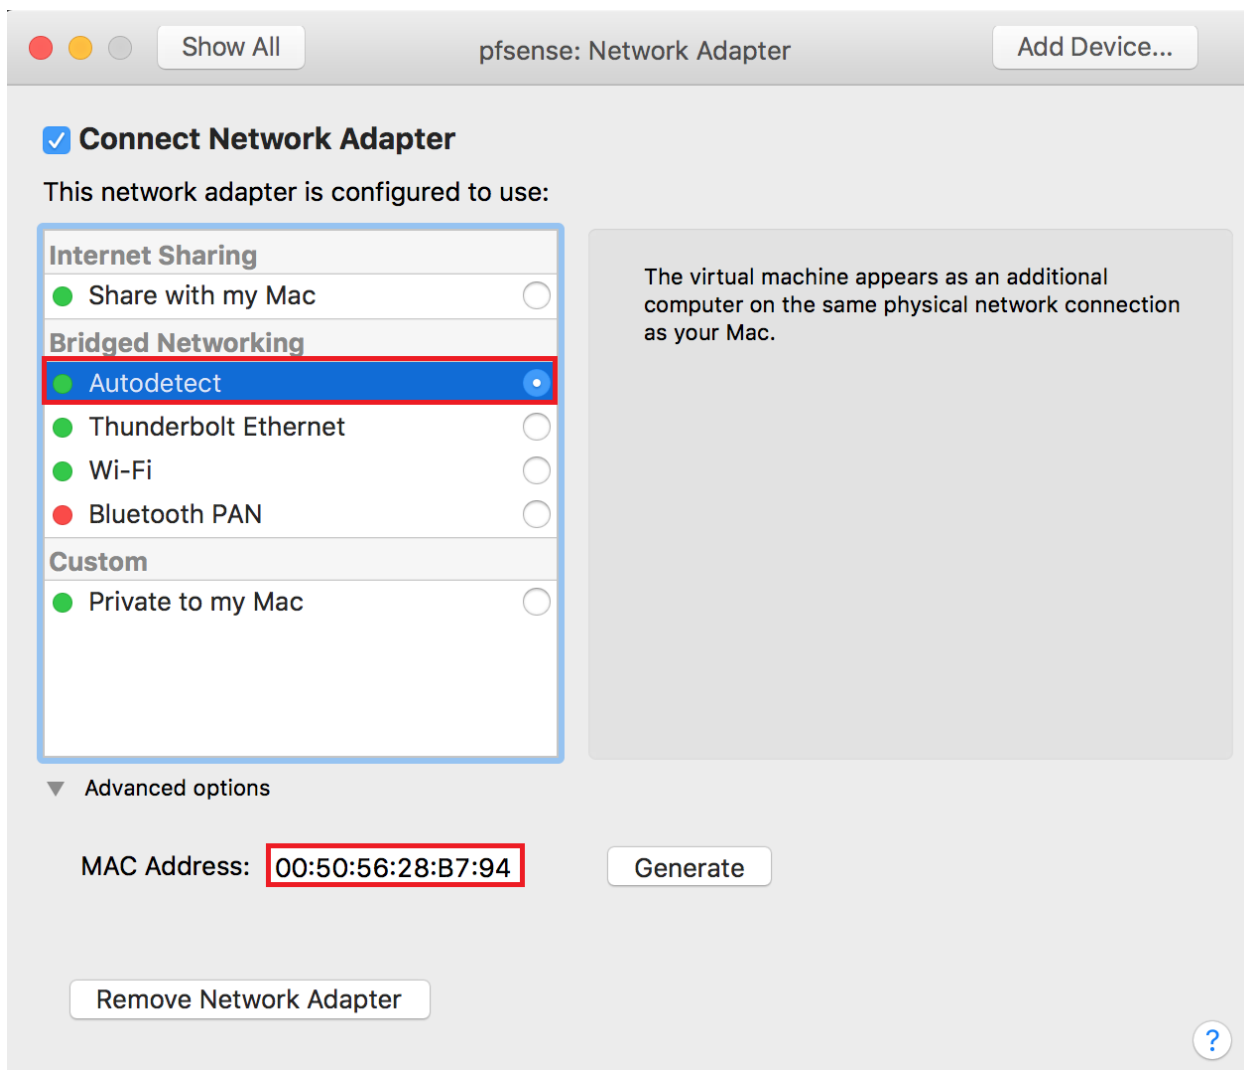 Show All
pfsense: Network Adapter
Add Device...
Connect Network Adapter
This network adapter is configured to use:
Internet Sharing
Share with my Mac
Bridged Networking
Autodetect
Thunderbolt Ethernet
Wi-Fi
Bluetooth PAN
Custom
Private to my Mac
The virtual machine appears as an additional
computer on the same physical network connection
as your Mac.
Advanced options
MAC Address: 00:50:56:28:B7:94
Generate
Remove Network Adapter
?